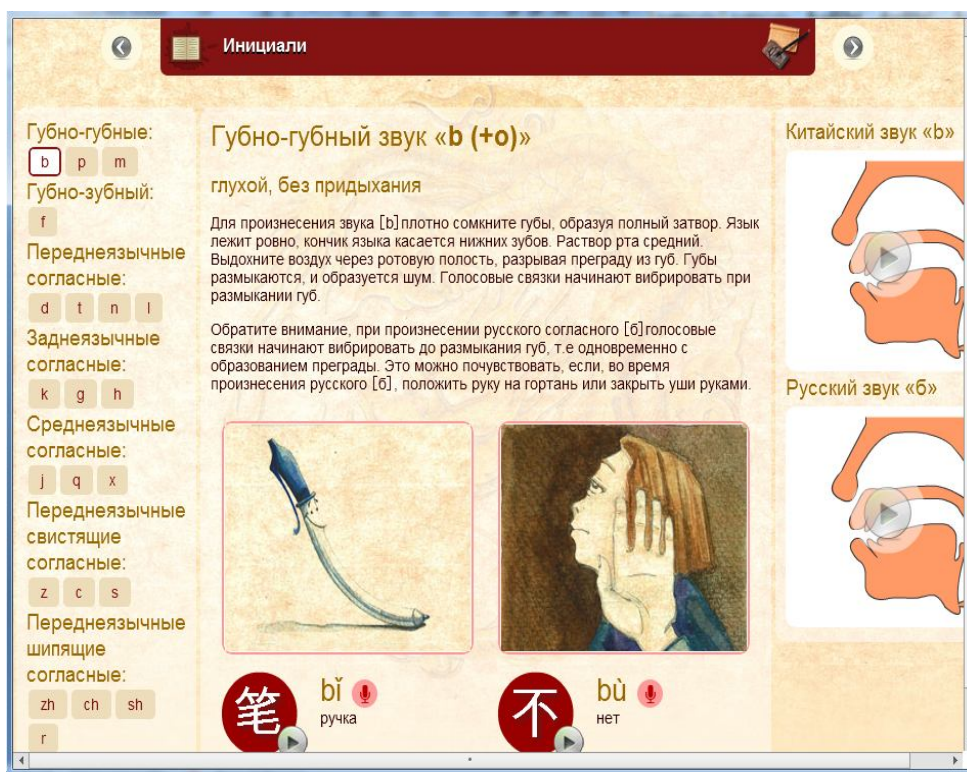 Инициали
Губно-губные:
b p m
Губно-зубный:
f
Переднеязычные
согласные:
d t n l
Заднеязычные
согласные:
k g h
Среднеязычные
согласные:
j q x
Переднеязычные
свистящие
согласные:
z c s
Переднеязычные
шипящие
согласные:
zh ch sh
r
Губно-губный звук «b (+o)»
глухой, без придыхания
Для произнесения звука [b] плотно сомкните губы, образуя полный затвор. Язык
лежит ровно, кончик языка касается нижних зубов. Раствор рта средний.
Выдохните воздух через ротовую полость, разрывая преграду из губ. Губы
размыкаются, и образуется шум. Голосовые связки начинают вибрировать при
размыкании губ.
Обратите внимание, при произнесении русского согласного [б] голосовые
связки начинают вибрировать до размыкания губ, т.е одновременно с
образованием преграды. Это можно почувствовать, если, во время
произнесения русского [б], положить руку на гортань или закрыть уши руками.
笔
bǐ
ручка
不
bù
нет
Китайский звук «b»
Русский звук «б»